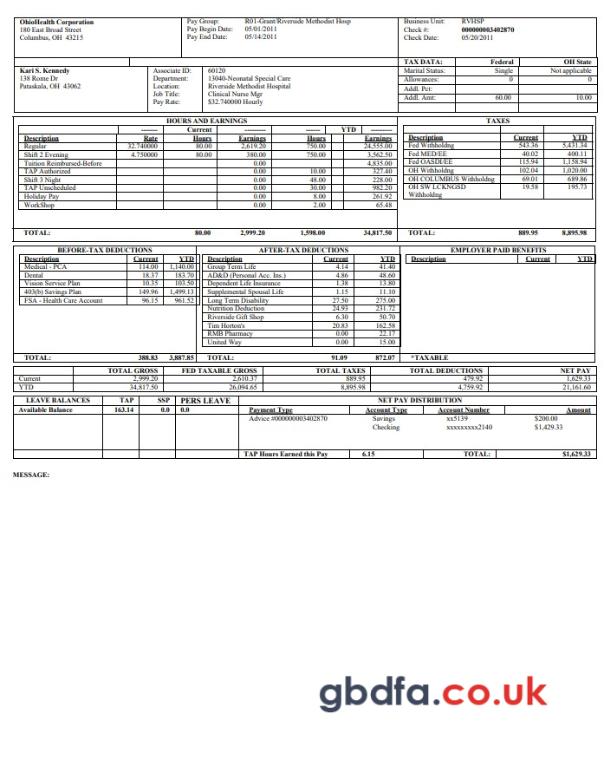 OhioHealth Corporation
180 East Broad Street
Columbus, OH 43215
Pay Group: R01-Grant/Riverside Methodist Hosp
Pay Begin Date: 05/01/2011
Pay End Date: 05/14/2011
Business Unit: RVHSP
Check #: 000000003402870
Check Date: 05/20/2011
Kari S. Kennedy
138 Rome Dr
Pataskala, OH 43062
Associate ID: 60120
Department: 13040-Neonatal Special Care
Location: Riverside Methodist Hospital
Job Title: Clinical Nurse Mgr
Pay Rate: $32.740000 Hourly
TAX DATA: Federal OH State
Marital Status: Single Not applicable
Allowances: 0 0
Addl. Pct:
Addl. Amt: 60.00 10.00
HOURS AND EARNINGS
-------- Current ---------- ------ YTD ----------
Description Rate Hours Earnings Hours Earnings
Regular 32.740000 80.00 2,619.20 750.00 24,555.00
Shift 2 Evening 4.750000 80.00 380.00 750.00 3,562.50
Tuition Reimbursed-Before 0.00 4,835.00
TAP Authorized 0.00 10.00 327.40
Shift 3 Night 0.00 48.00 228.00
TAP Unscheduled 0.00 30.00 982.20
Holiday Pay 0.00 8.00 261.92
WorkShop 0.00 2.00 65.48
TOTAL: 80.00 2,999.20 1,598.00 34,817.50
TAXES
Description Current YTD
Fed Withholdng 543.36 5,431.34
Fed MED/EE 40.02 400.11
Fed OASDI/EE 115.94 1,158.94
OH Withholdng 102.04 1,020.00
OH COLUMBUS Withholdng 69.01 689.86
OH SW LCKNGSD 19.58 195.73
Withholdng
TOTAL: 889.95 8,895.98
BEFORE-TAX DEDUCTIONS
Description Current YTD
Medical - PCA 114.00 1,140.00
Dental 18.37 183.70
Vision Service Plan 10.35 103.50
403(b) Savings Plan 149.96 1,499.13
FSA - Health Care Account 96.15 961.52
TOTAL: 388.83 3,887.85
AFTER-TAX DEDUCTIONS
Description Current YTD
Group Term Life 4.14 41.40
AD&D (Personal Acc. Ins.) 4.86 48.60
Dependent Life Insurance 1.38 13.80
Supplemental Spousal Life 1.15 11.10
Long Term Disability 27.50 275.00
Nutrition Deduction 24.93 231.72
Riverside Gift Shop 6.30 50.70
Tim Horton's 20.83 162.58
RMB Pharmacy 0.00 22.17
United Way 0.00 15.00
TOTAL: 91.09 872.07
EMPLOYER PAID BENEFITS
Description Current YTD
*TAXABLE
TOTAL GROSS FED TAXABLE GROSS TOTAL TAXES TOTAL DEDUCTIONS NET PAY
Current 2,999.20 2,610.37 889.95 479.92 1,629.33
YTD 34,817.50 26,094.65 8,895.98 4,759.92 21,161.60
LEAVE BALANCES TAP SSP PERS LEAVE
Available Balance 163.14 0.0 0.0
NET PAY DISTRIBUTION
Payment Type Account Type Account Number Amount
Advice #000000003402870 Savings xx5139 $200.00
Checking xxxxxxxxx2140 $1,429.33
TAP Hours Earned this Pay 6.15 TOTAL: $1,629.33
MESSAGE:
gbdfa.co.uk